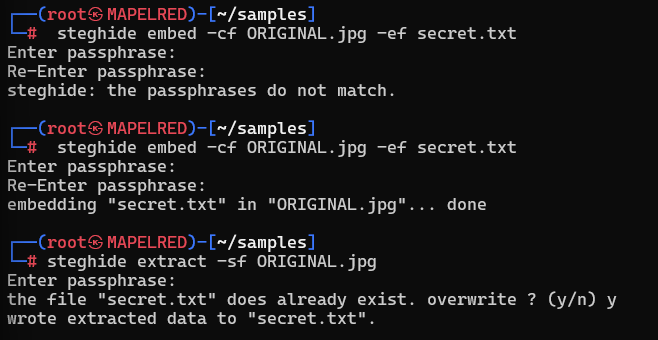 ┌──(root㉿MAPELRED)-[~/samples]
└─#  steghide embed -cf ORIGINAL.jpg -ef secret.txt
Enter passphrase:
Re-Enter passphrase:
steghide: the passphrases do not match.
┌──(root㉿MAPELRED)-[~/samples]
└─#  steghide embed -cf ORIGINAL.jpg -ef secret.txt
Enter passphrase:
Re-Enter passphrase:
embedding "secret.txt" in "ORIGINAL.jpg"... done
┌──(root㉿MAPELRED)-[~/samples]
└─# steghide extract -sf ORIGINAL.jpg
Enter passphrase:
the file "secret.txt" does already exist. overwrite ? (y/n) y
wrote extracted data to "secret.txt".